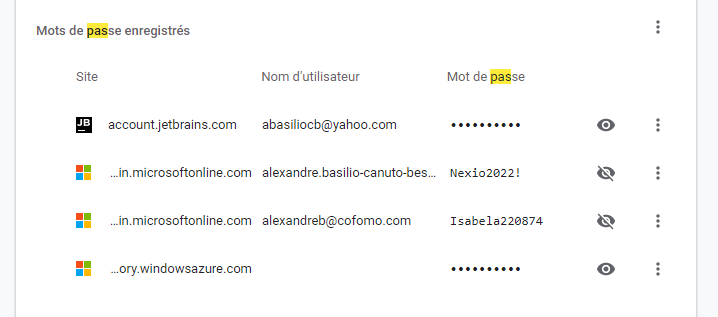 Mots de passe enregistrés
Site Nom d'utilisateur Mot de passe
JB account.jetbrains.com abasiliocb@yahoo.com ••••••••••
...in.microsoftonline.com alexandre.basilio-canuto-bes... Nexio2022!
...in.microsoftonline.com alexandreb@cofomo.com Isabela220874
...ory.windowsazure.com ••••••••••